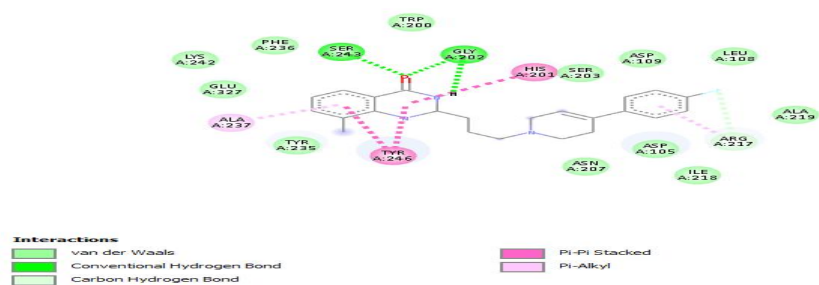 TRP
A:200
PHE
A:236
SER
A:243
GLY
A:202
LYS
A:242
HIS
A:201
SER
A:203
ASP
A:109
LEU
A:108
GLU
A:327
ALA
A:237
ALA
A:219
TYR
A:235
TYR
A:246
ASN
A:207
ASP
A:105
ARG
A:217
ILE
A:218
O
N
H
N
N
Interactions
van der Waals
Conventional Hydrogen Bond
Carbon Hydrogen Bond
Pi-Pi Stacked
Pi-Alkyl